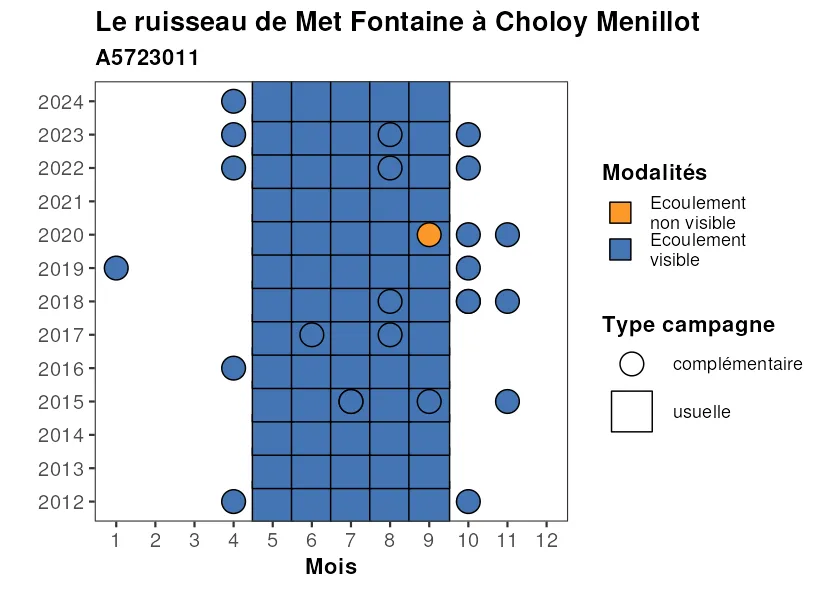 Le ruisseau de Met Fontaine à Choloy Menillot
A5723011
2024
2023
2022
2021
2020
2019
2018
2017
2016
2015
2014
2013
2012
1 2 3 4 5 6 7 8 9 10 11 12
Mois
Modalités
Ecoulement
non visible
Ecoulement
visible
Type campagne
complémentaire
usuelle